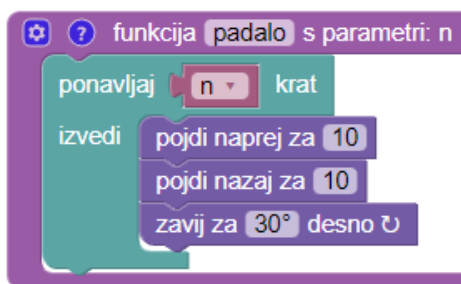 ? funkcija padalo s parametri: n
ponavljaj n krat
izvedi pojdi naprej za 10
pojdi nazaj za 10
zavij za 30° desno ↻